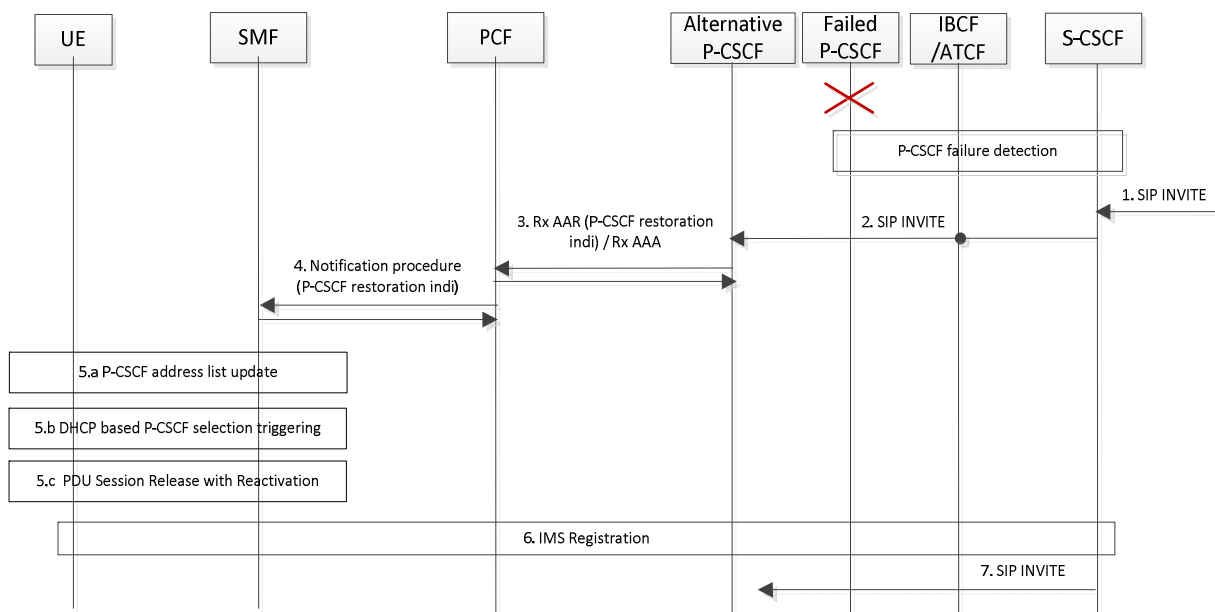 UE
SMF
PCF
Alternative
P-CSCF
Failed
P-CSCF
IBCF
/ATCF
S-CSCF
P-CSCF failure detection
1. SIP INVITE
2. SIP INVITE
3. Rx AAR (P-CSCF restoration
indi) / Rx AAA
4. Notification procedure
(P-CSCF restoration indi)
5.a P-CSCF address list update
5.b DHCP based P-CSCF selection triggering
5.c PDU Session Release with Reactivation
6. IMS Registration
7. SIP INVITE